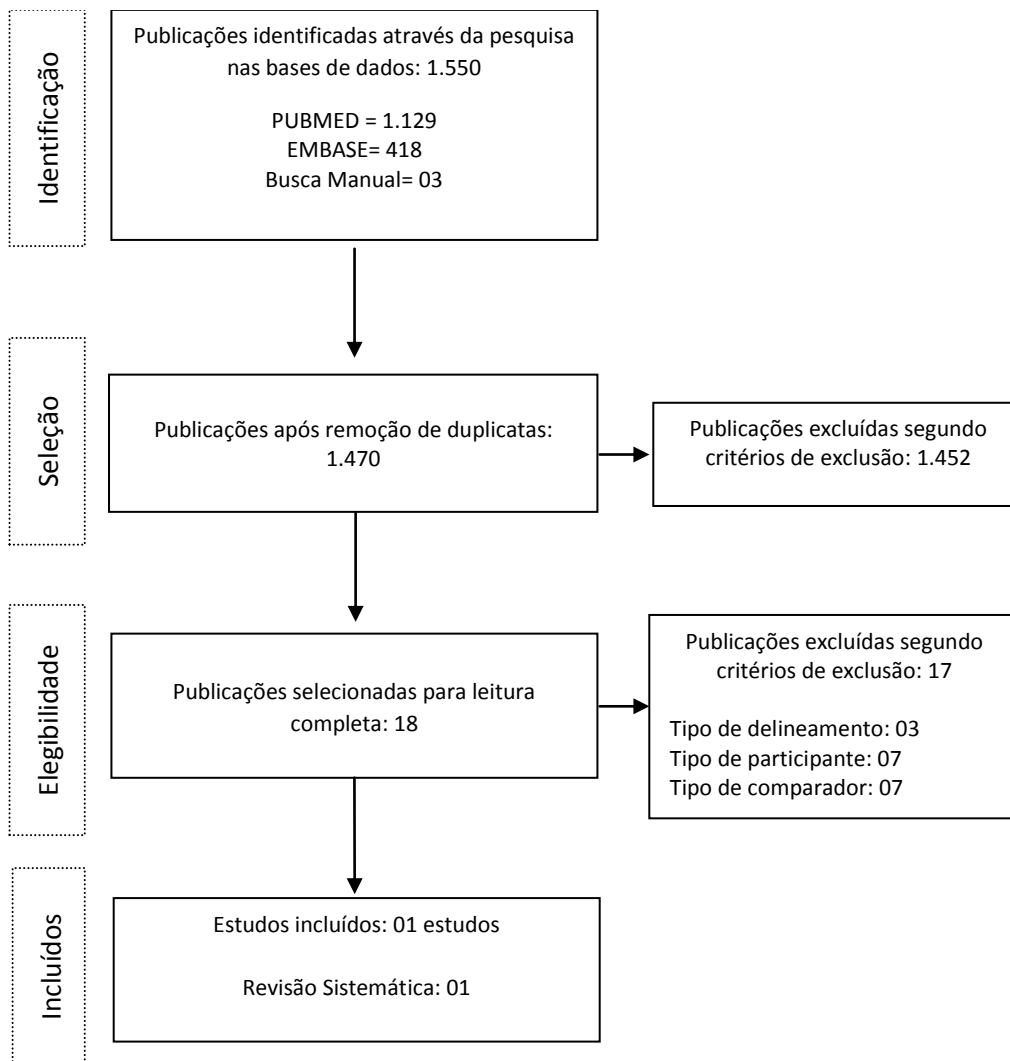 Identificação
Publicações identificadas através da pesquisa
nas bases de dados: 1.550
PUBMED = 1.129
EMBASE= 418
Busca Manual= 03
Seleção
Publicações após remoção de duplicatas:
1.470
Publicações excluídas segundo
critérios de exclusão: 1.452
Elegibilidade
Publicações selecionadas para leitura
completa: 18
Publicações excluídas segundo
critérios de exclusão: 17
Tipo de delineamento: 03
Tipo de participante: 07
Tipo de comparador: 07
Incluídos
Estudos incluídos: 01 estudos
Revisão Sistemática: 01